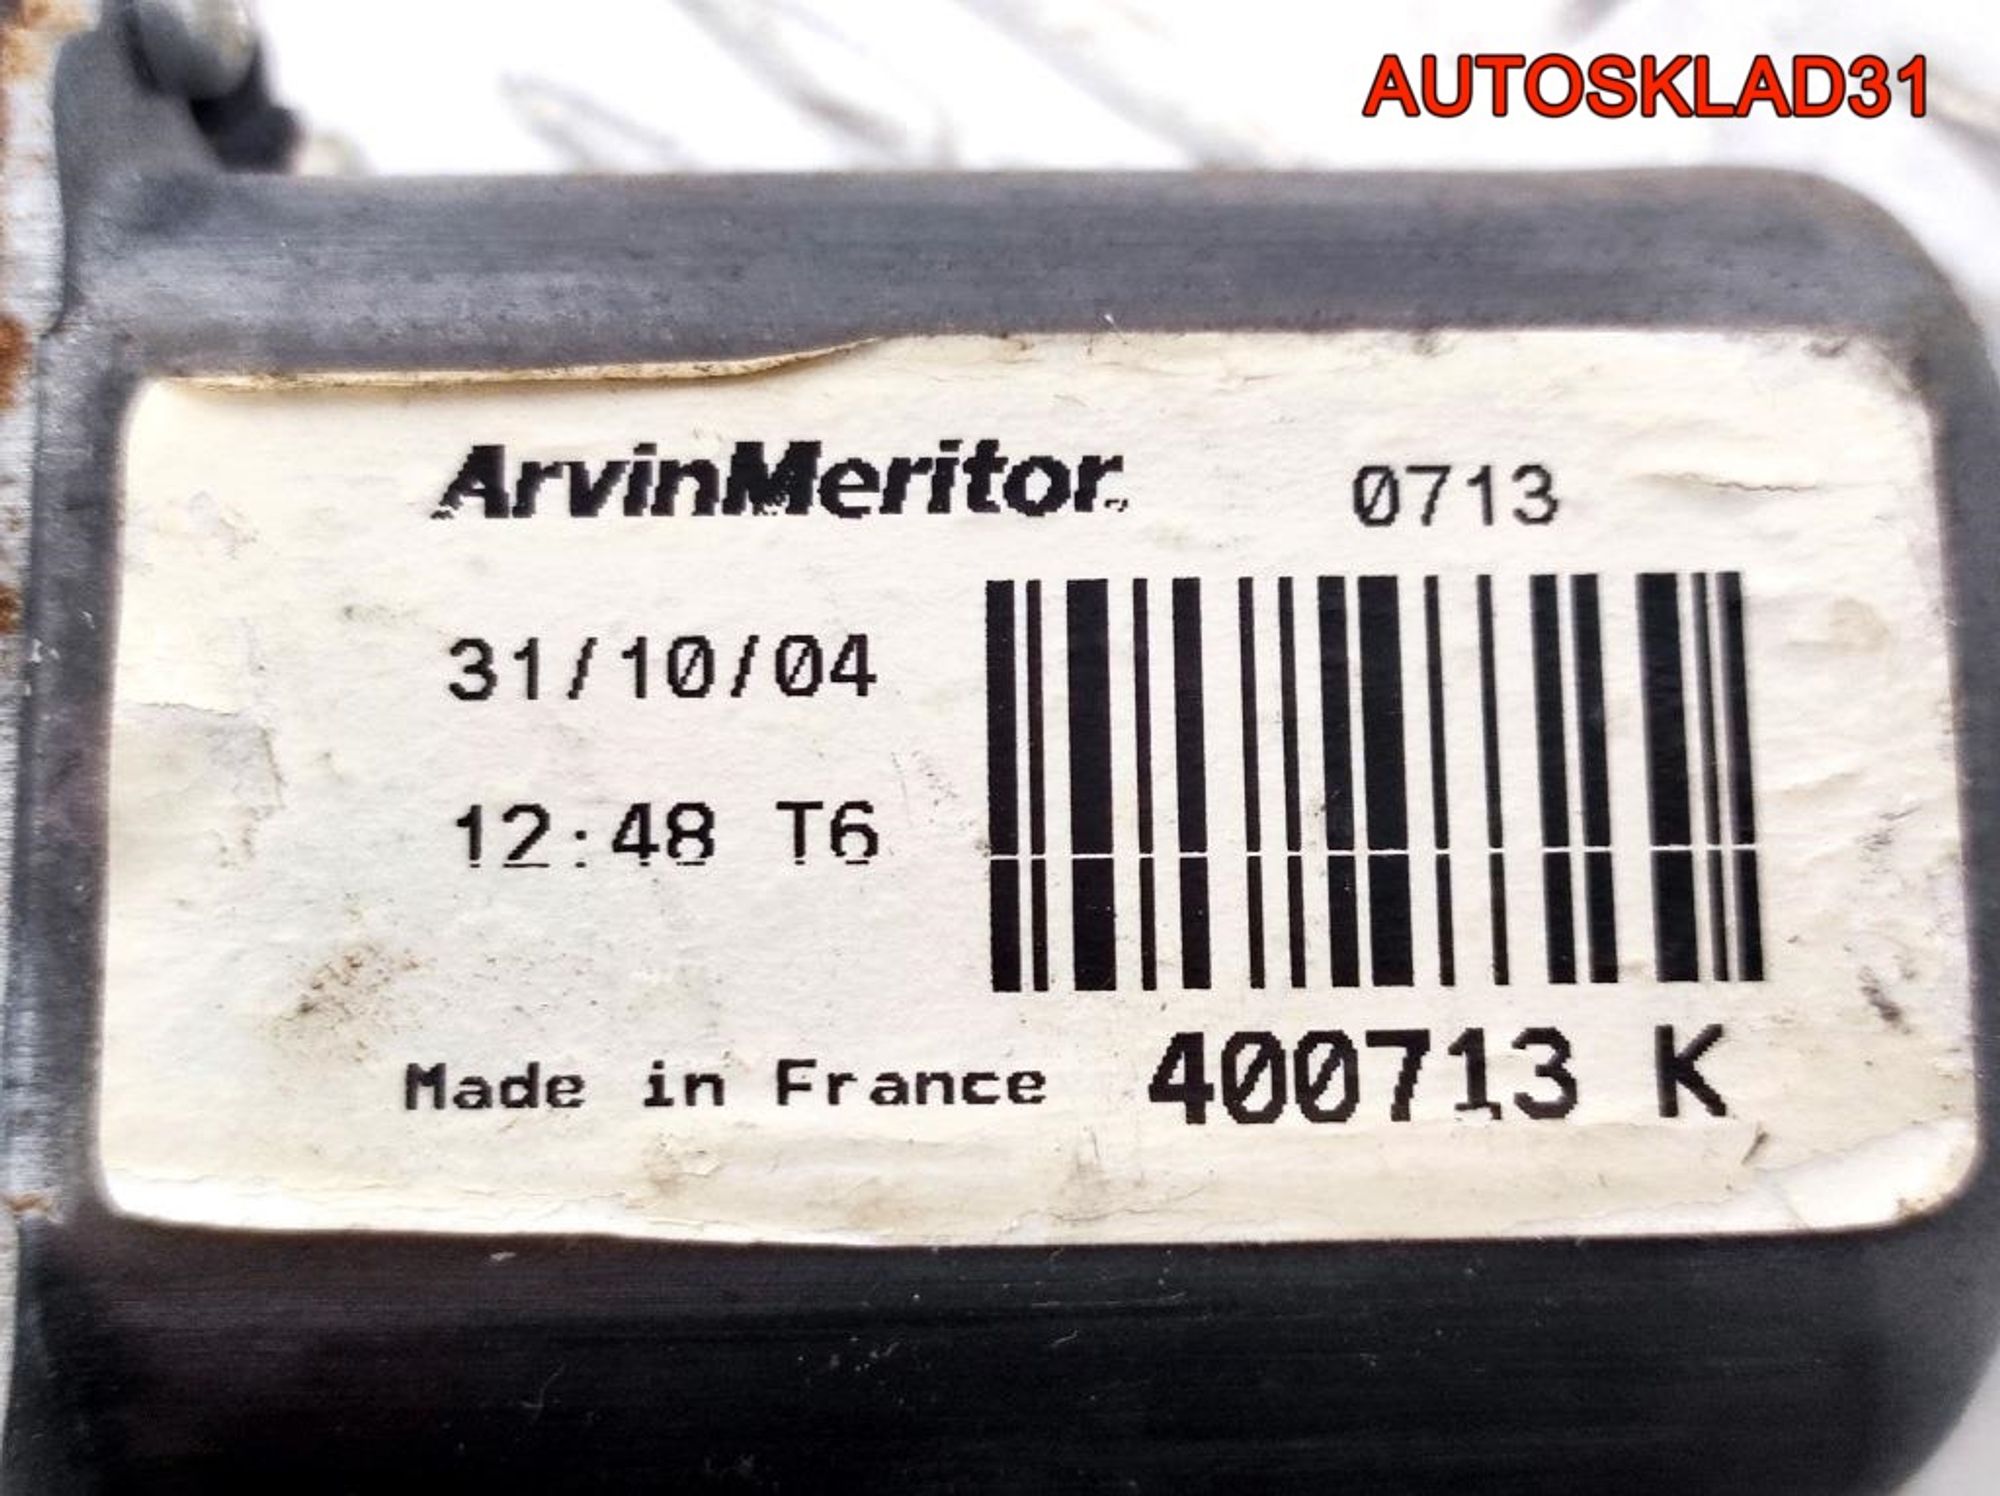 AUTOSKLAD31
ArvinMeritor 0713
31/10/04
12:48 T6
Made in France 400713 K